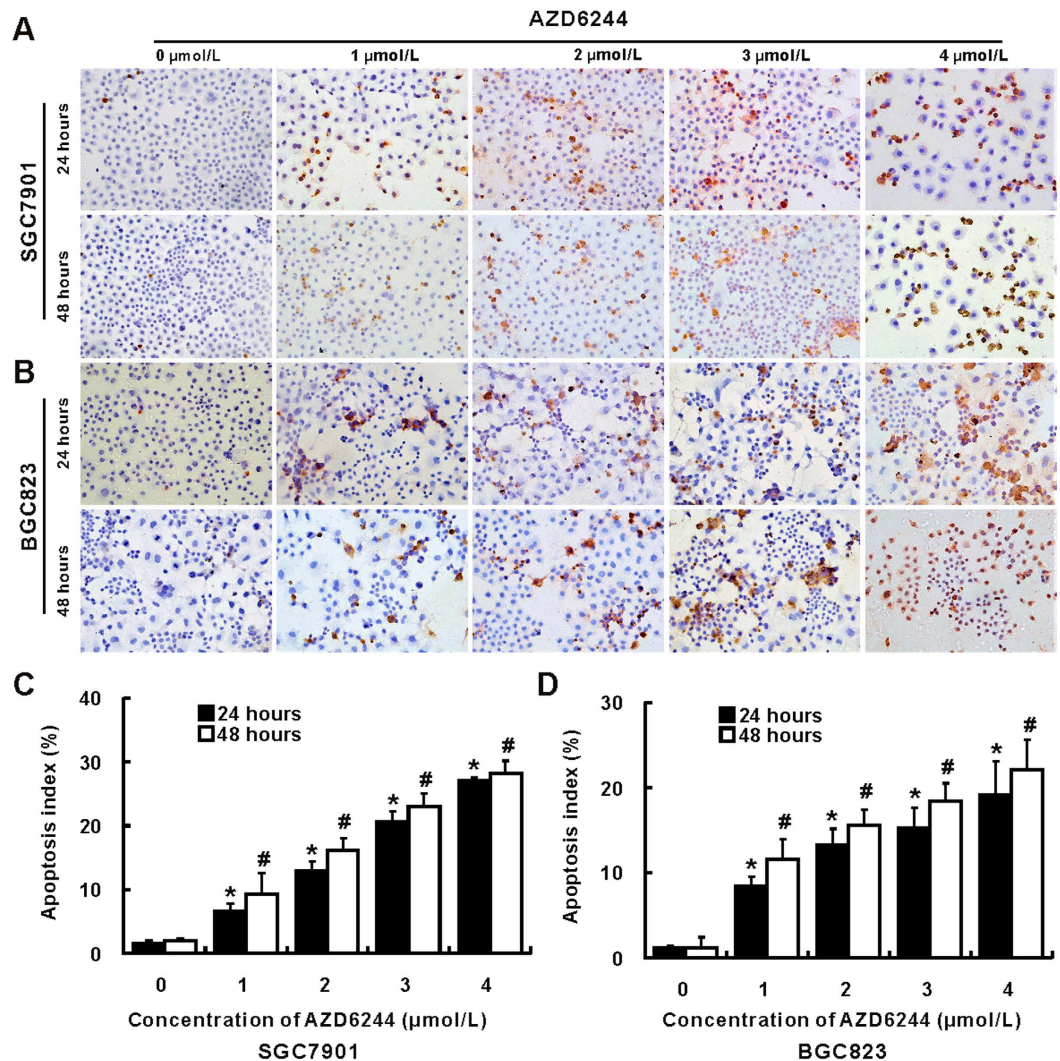 A
AZD6244
0 µmol/L 1 µmol/L 2 µmol/L 3 µmol/L 4 µmol/L
SGC7901
24 hours
48 hours
B
BGC823
24 hours
48 hours
C
40
30
20
10
0
Apoptosis index (%)
24 hours
48 hours
* # * # * # * #
0 1 2 3 4
Concentration of AZD6244 (µmol/L)
SGC7901
D
30
20
10
0
Apoptosis index (%)
24 hours
48 hours
* # * # * # * #
0 1 2 3 4
Concentration of AZD6244 (µmol/L)
BGC823